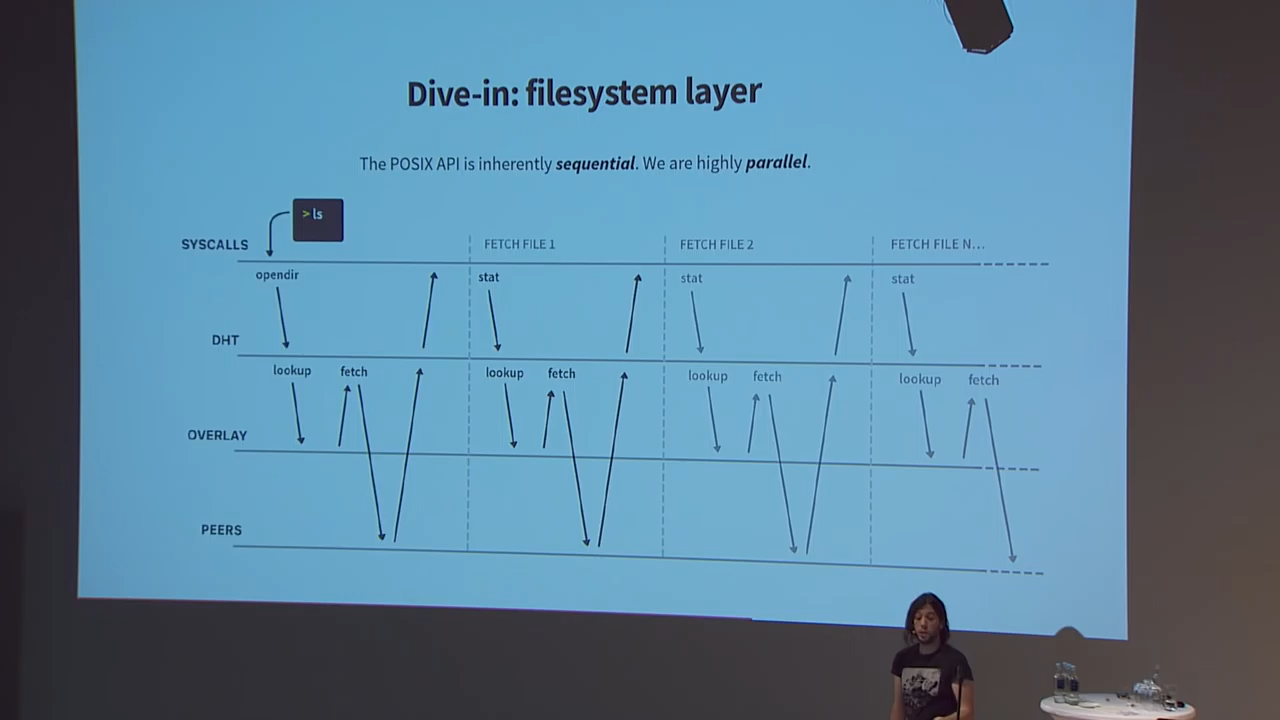 Dive-in: filesystem layer
The POSIX API is inherently sequential. We are highly parallel.
> ls
SYSCALLS
FETCH FILE 1
FETCH FILE 2
FETCH FILE N...
opendir
stat
stat
stat
DHT
lookup
fetch
lookup
fetch
lookup
fetch
lookup
fetch
OVERLAY
PEERS